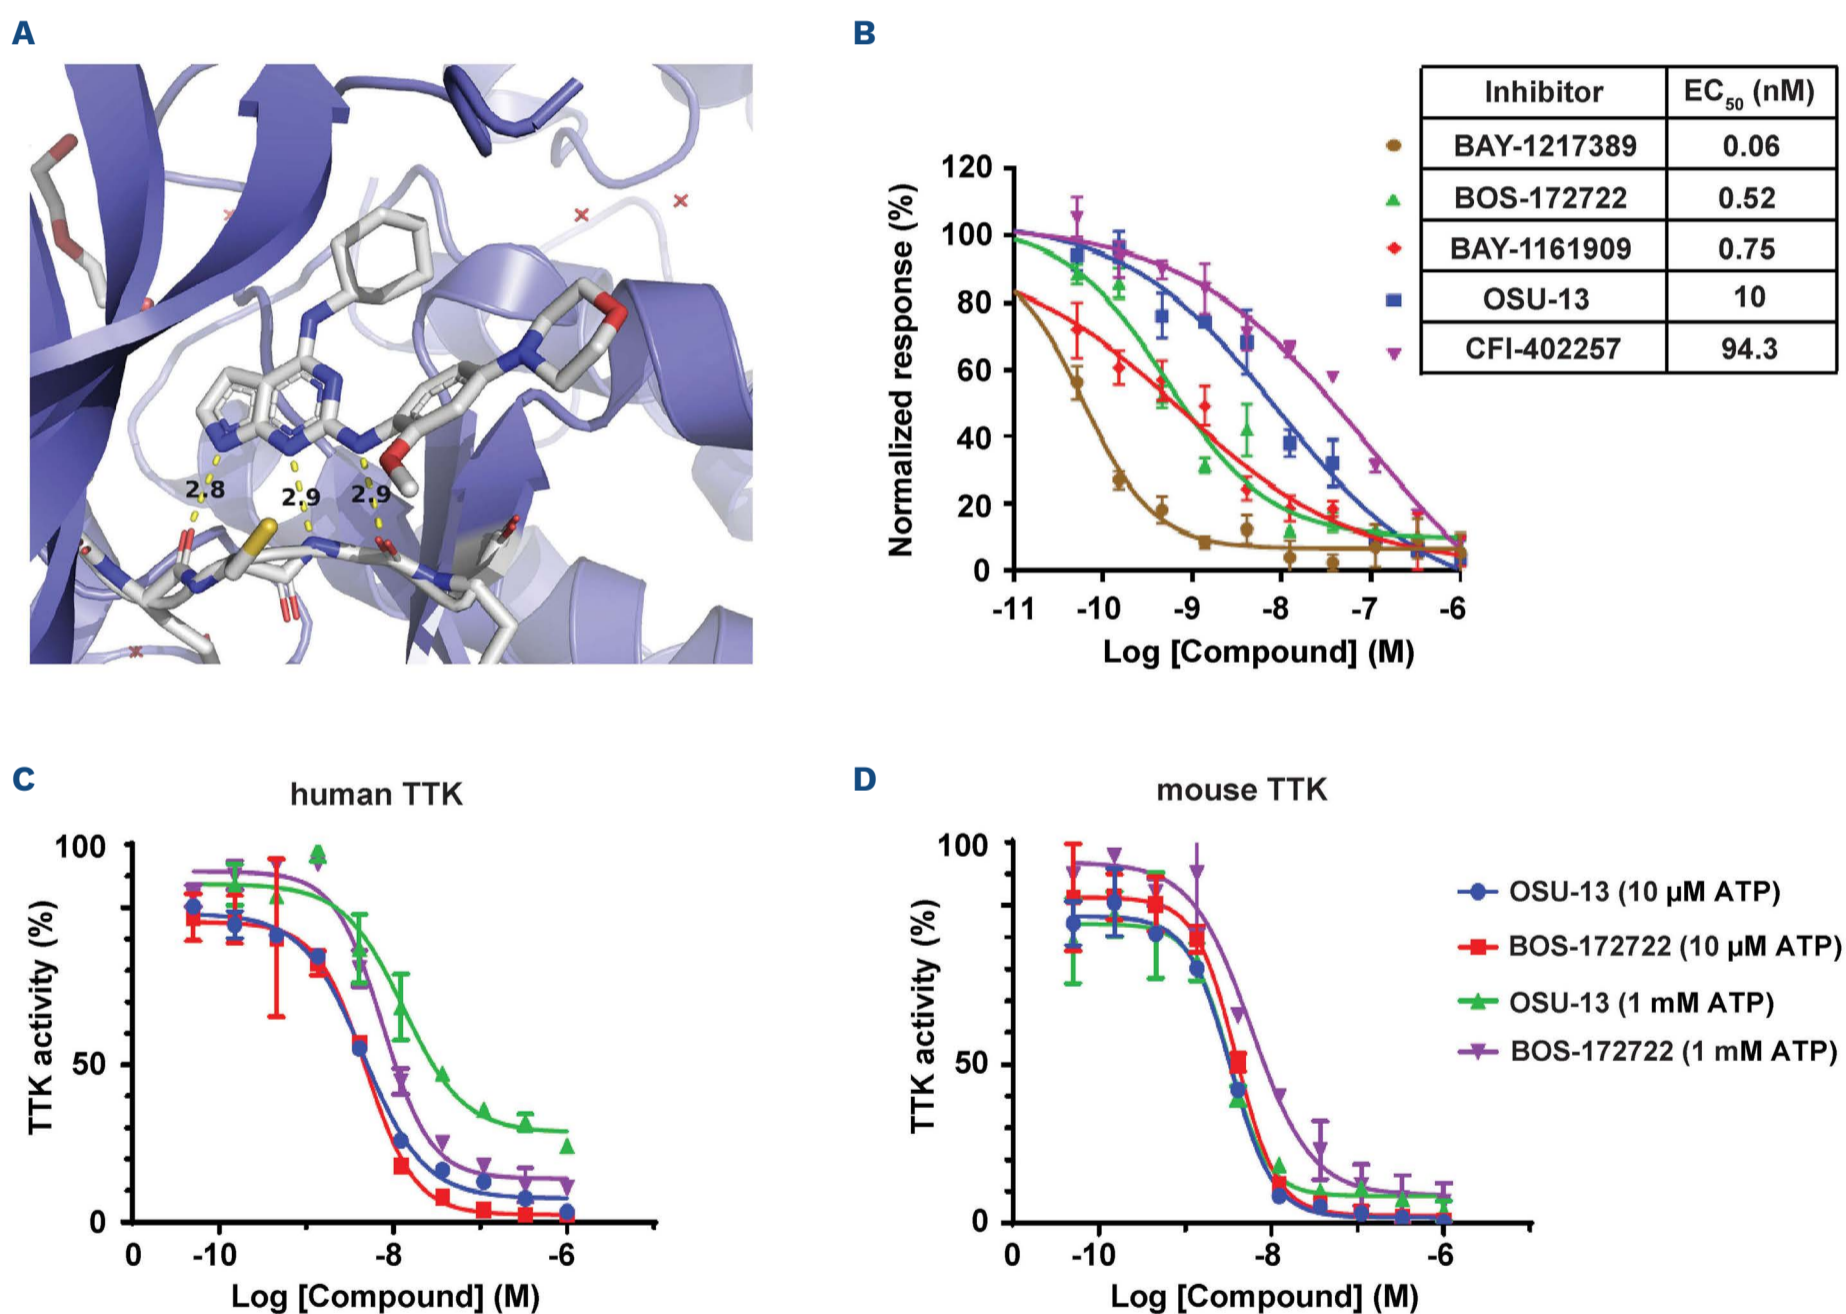 A
2.8
2.9
2.9
B
Normalized response (%)
120
100
80
60
40
20
0
-11 -10 -9 -8 -7 -6
Log [Compound] (M)
Inhibitor EC50 (nM)
BAY-1217389 0.06
BOS-172722 0.52
BAY-1161909 0.75
OSU-13 10
CFI-402257 94.3
C
human TTK
TTK activity (%)
100
50
0
0 -10 -8 -6
Log [Compound] (M)
D
mouse TTK
TTK activity (%)
100
50
0
0 -10 -8 -6
Log [Compound] (M)
OSU-13 (10 µM ATP)
BOS-172722 (10 µM ATP)
OSU-13 (1 mM ATP)
BOS-172722 (1 mM ATP)